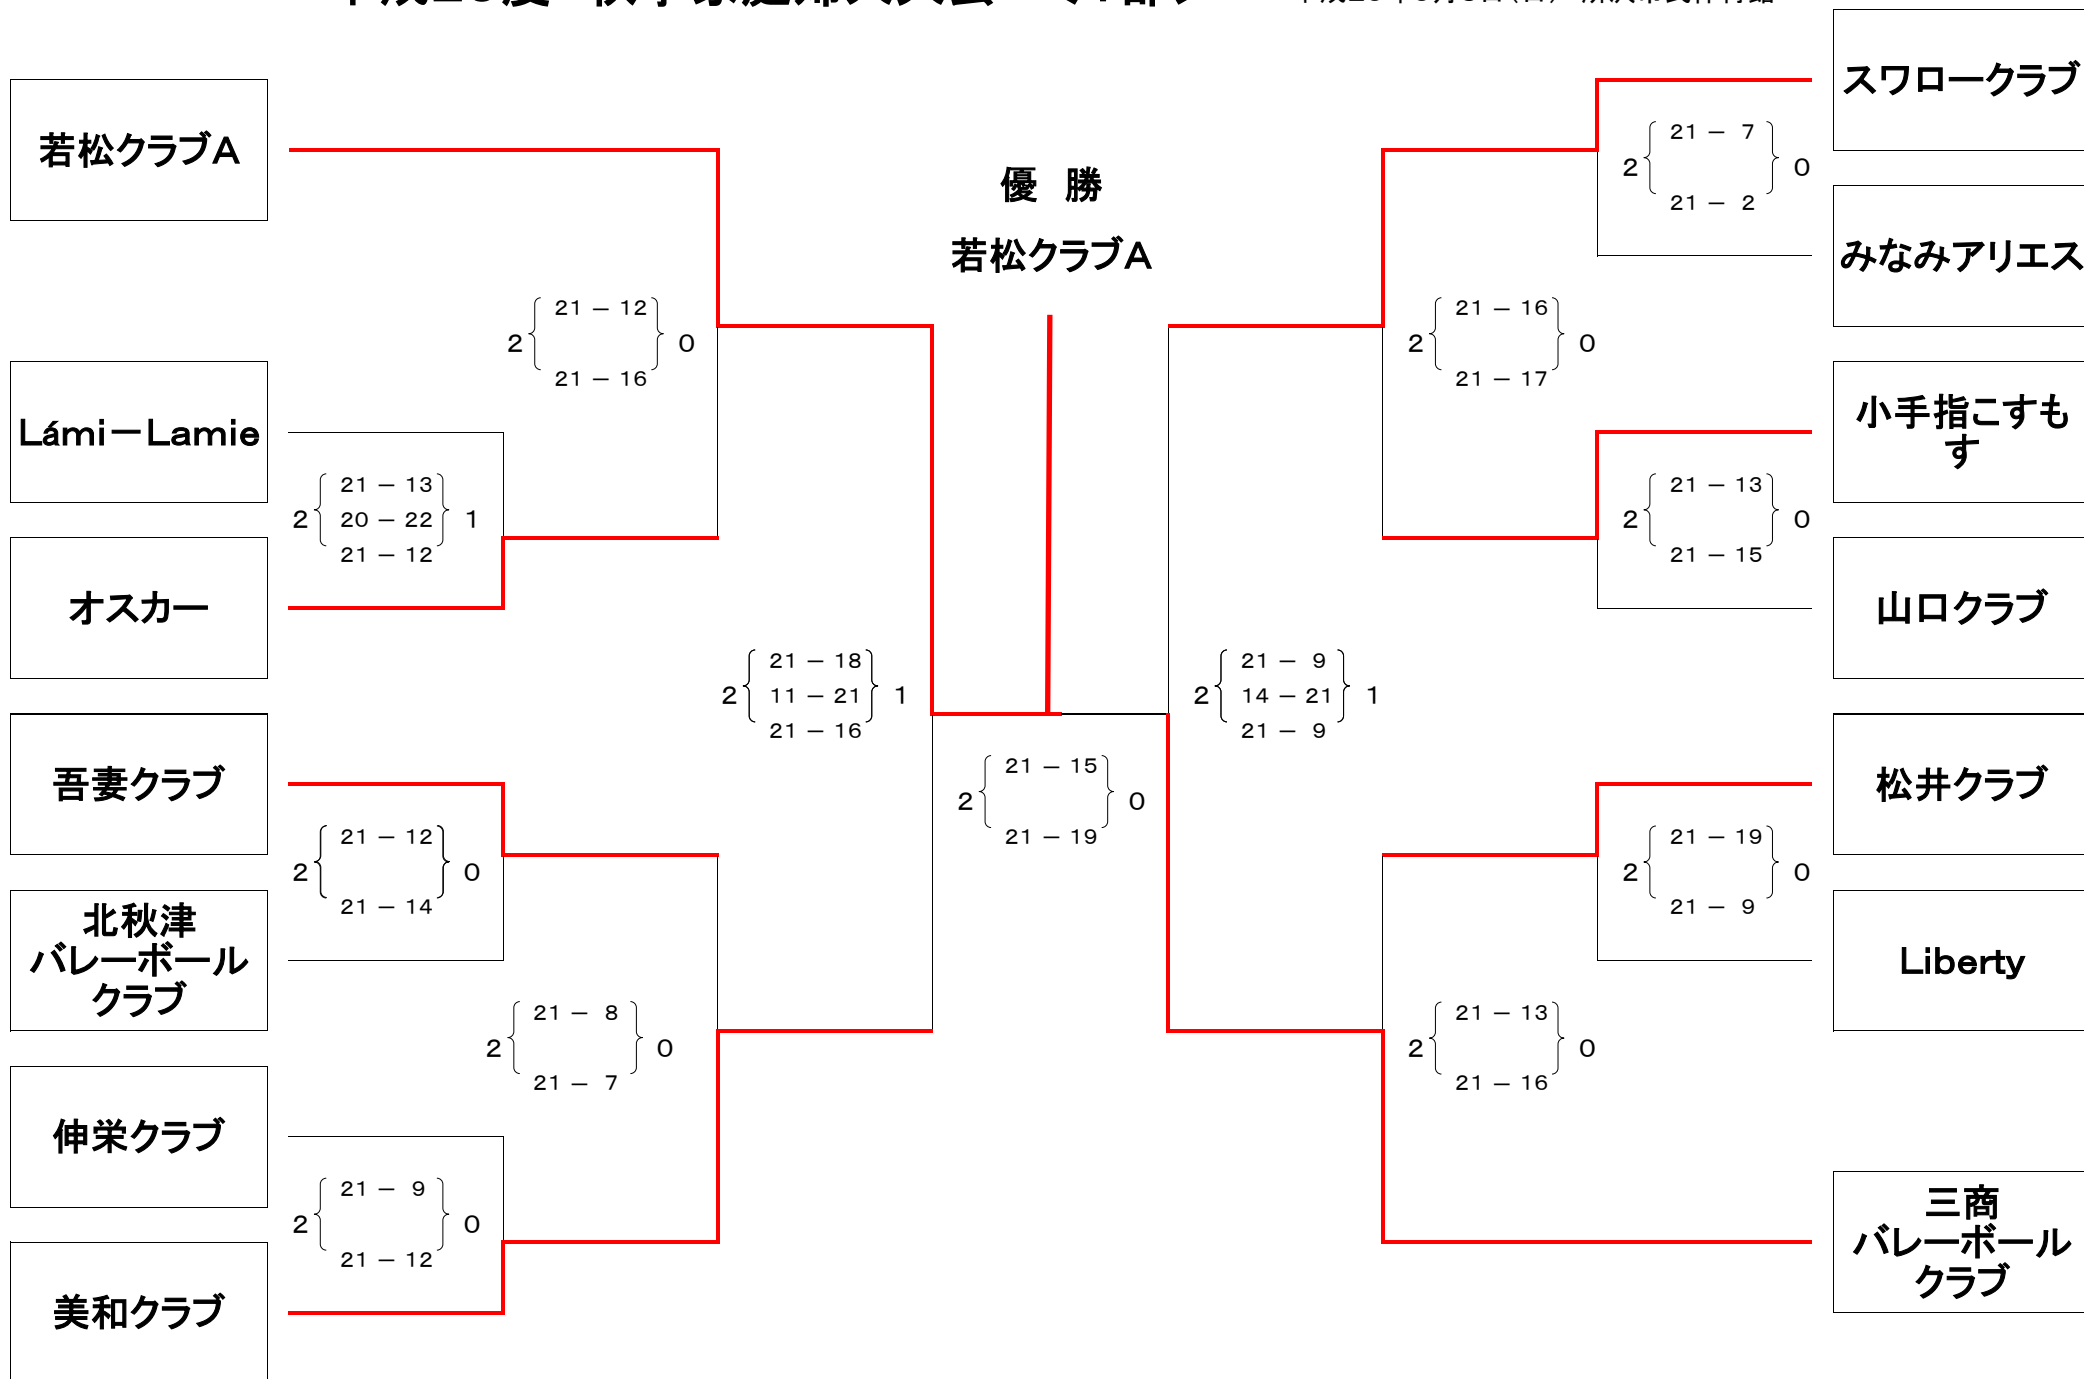 優　勝
若松クラブA
若松クラブA
Lámi－Lamie
オスカー
吾妻クラブ
北秋津
バレーボール
クラブ
伸栄クラブ
美和クラブ
21 － 12
2 0
21 － 16
21 － 13
2 20 － 22 1
21 － 12
21 － 18
2 11 － 21 1
21 － 16
21 － 12
2 0
21 － 14
21 － 8
2 0
21 － 7
21 － 9
2 0
21 － 12
21 － 15
2 0
21 － 19
スワロークラブ
みなみアリエス
小手指こすも
す
山口クラブ
松井クラブ
Liberty
三商
バレーボール
クラブ
21 － 7
2 0
21 － 2
21 － 16
2 0
21 － 17
21 － 13
2 0
21 － 15
21 － 9
2 14 － 21 1
21 － 9
21 － 19
2 0
21 － 9
21 － 13
2 0
21 － 16